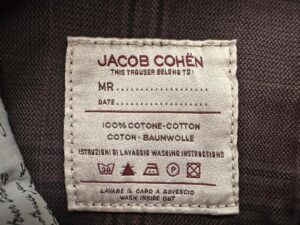 JACOB COHËN
THIS TROUSER BELONG TO:
MR....................
DATE....................
100% COTONE-COTTON
COTON-BAUMWOLLE
ISTRUZIONI DI LAVAGGIO WASHING INSTRUCTIONS
30
LAVARE IL CAPO A ROVESCIO
WASH INSIDE OUT